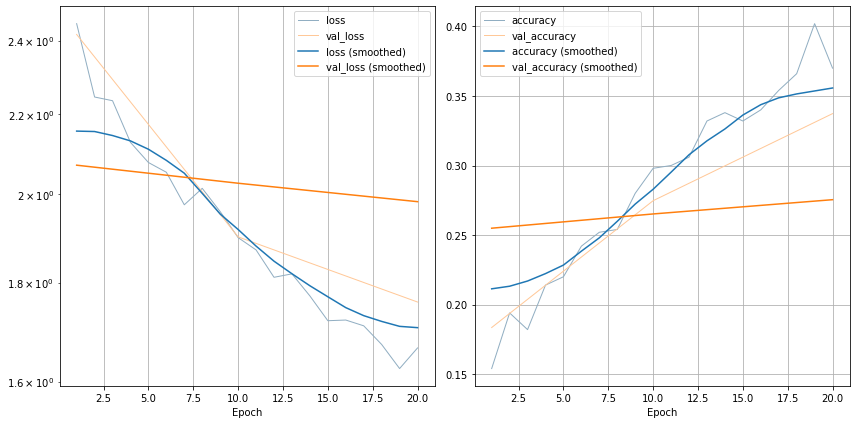 loss
val_loss
loss (smoothed)
val_loss (smoothed)
2.4 × 10⁰
2.2 × 10⁰
2 × 10⁰
1.8 × 10⁰
1.6 × 10⁰
2.5 5.0 7.5 10.0 12.5 15.0 17.5 20.0
Epoch
accuracy
val_accuracy
accuracy (smoothed)
val_accuracy (smoothed)
0.40
0.35
0.30
0.25
0.20
0.15
2.5 5.0 7.5 10.0 12.5 15.0 17.5 20.0
Epoch